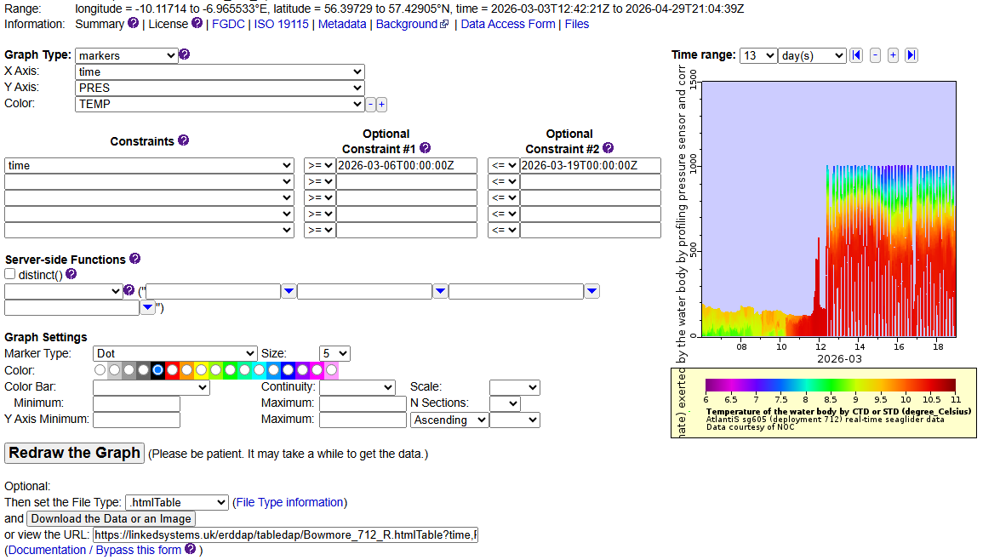 Range: longitude = -10.11714 to -6.965533°E, latitude = 56.39729 to 57.42905°N, time = 2026-03-03T12:42:21Z to 2026-04-29T21:04:39Z
Information: Summary ? | License ? | FGDC | ISO 19115 | Metadata | Background | Data Access Form | Files
Graph Type: markers ?
X Axis: time
Y Axis: PRES
Color: TEMP - +
Constraints ? Optional Constraint #1 ? Optional Constraint #2 ?
time >= 2026-03-06T00:00:00Z <= 2026-03-19T00:00:00Z
>= <=
>= <=
>= <=
>= <=
Server-side Functions ?
distinct() ?
? ("
")
Graph Settings
Marker Type: Dot Size: 5
Color:
Color Bar: Continuity: Scale:
Minimum: Maximum: N Sections:
Y Axis Minimum: Maximum: Ascending
Redraw the Graph (Please be patient. It may take a while to get the data.)
Optional:
Then set the File Type: .htmlTable (File Type information)
and Download the Data or an Image
or view the URL: https://linkedsystems.uk/erddap/tabledap/Bowmore_712_R.htmlTable?time,F
(Documentation / Bypass this form ? )
Time range: 13 day(s) - +
1500
1000
500
0
by the water body by profiling pressure sensor and corr
08 10 12 14 16 18
2026-03
6 6.5 7 7.5 8 8.5 9 9.5 10 10.5 11
Temperature of the water body by CTD or STD (degree_Celsius)
AtlantiS sg605 (deployment 712) real-time seaglider data
Data courtesy of NOC